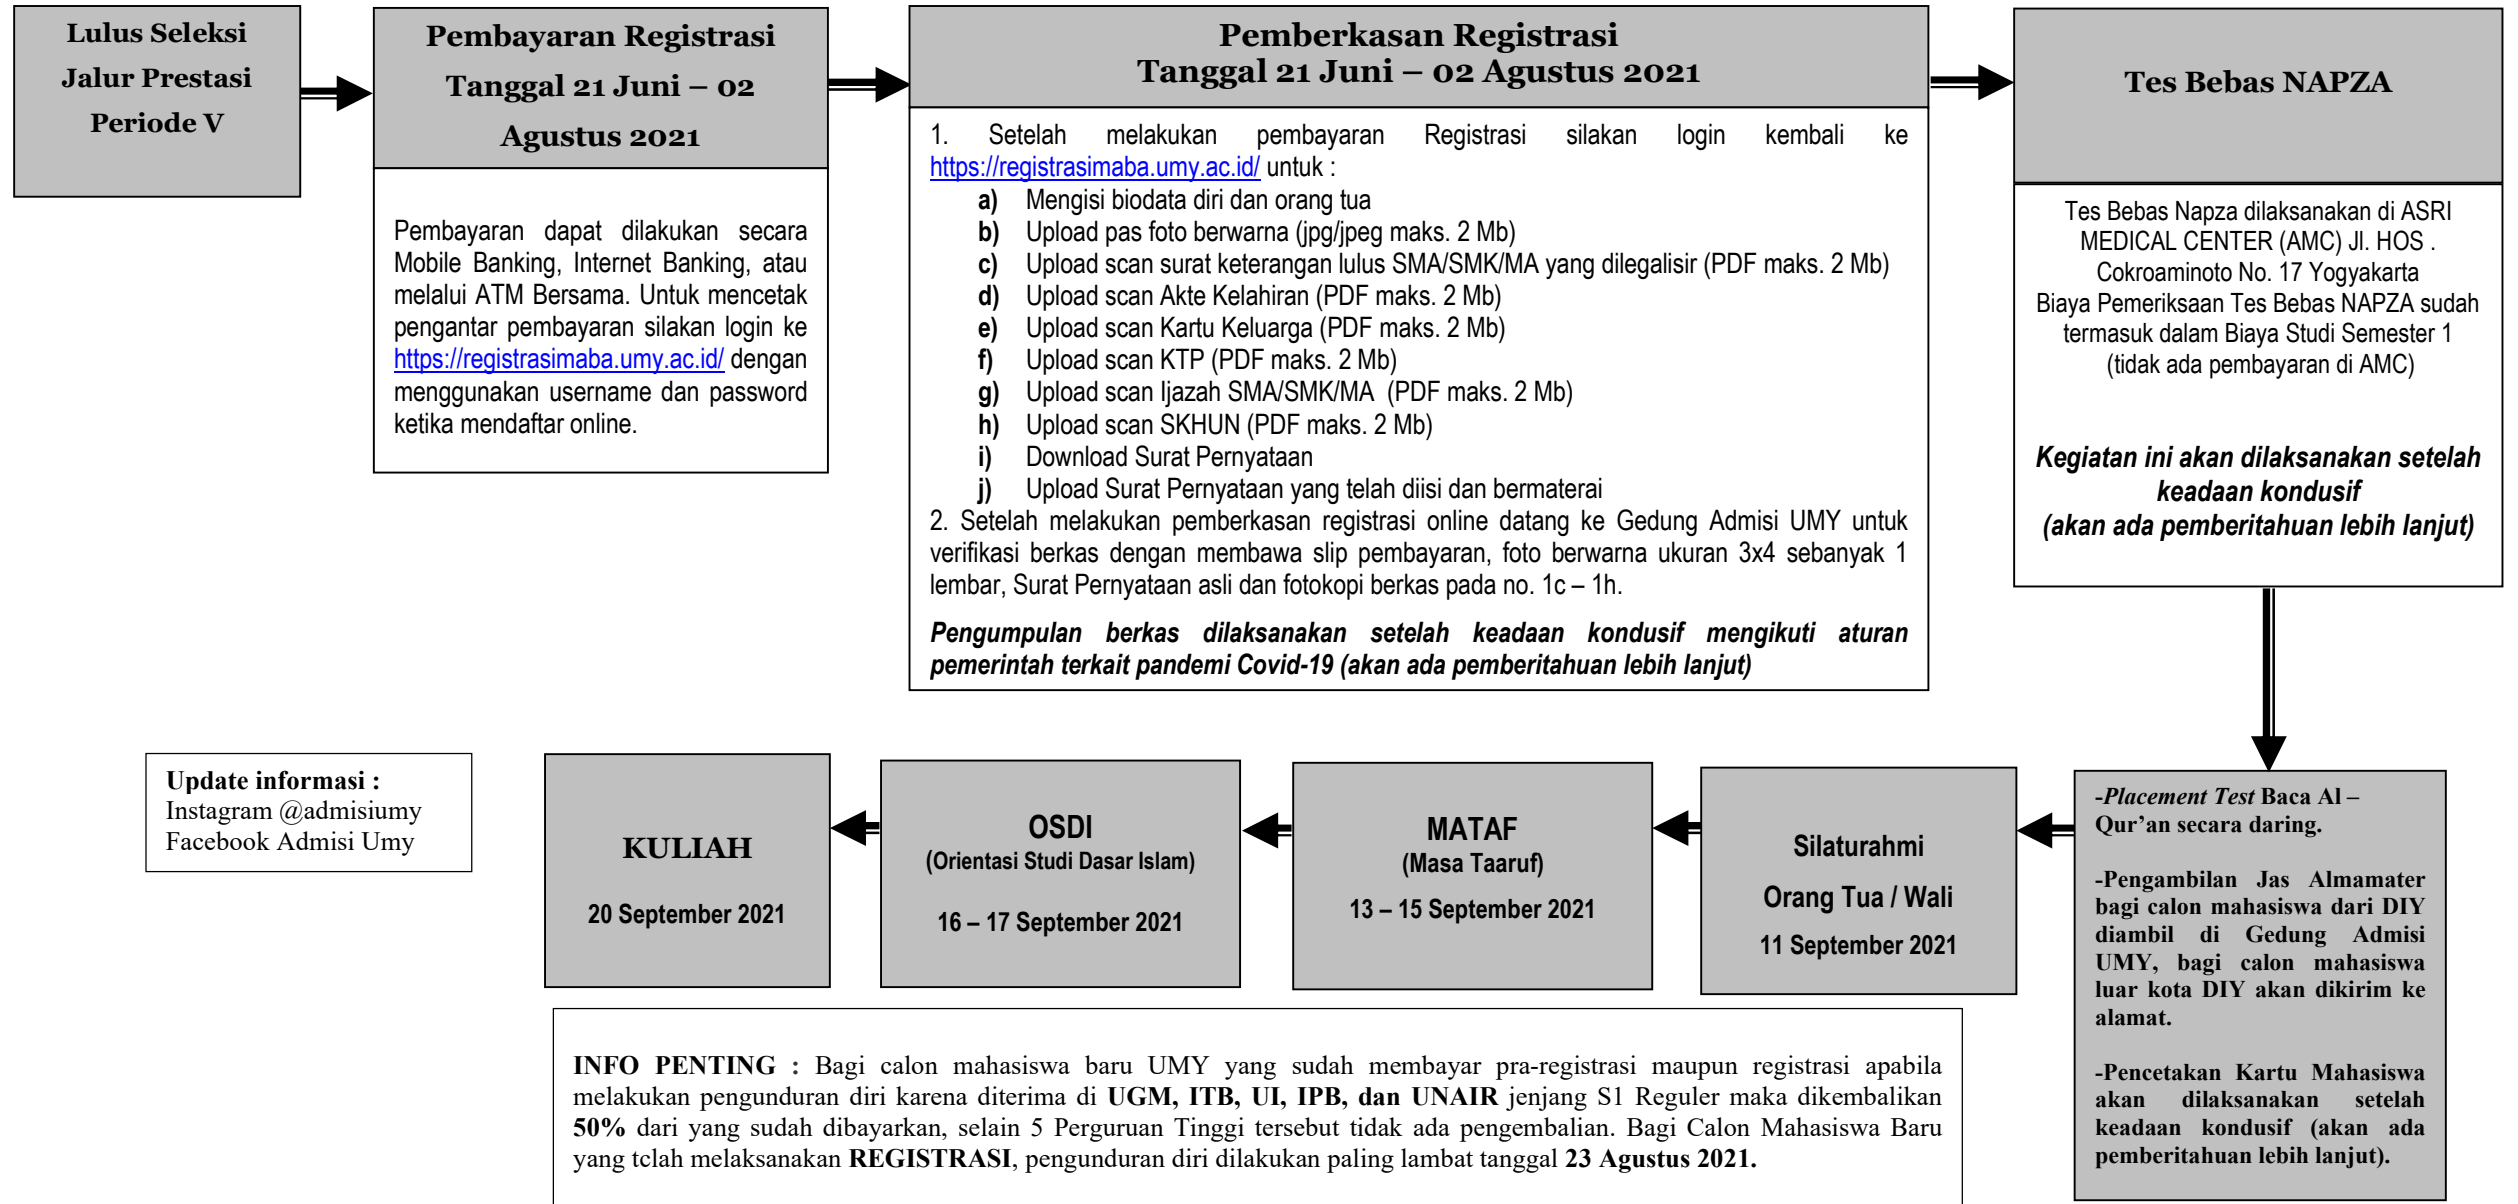 Lulus Seleksi
Jalur Prestasi
Periode V
Pembayaran Registrasi
Tanggal 21 Juni – 02
Agustus 2021
Pembayaran dapat dilakukan secara
Mobile Banking, Internet Banking, atau
melalui ATM Bersama. Untuk mencetak
pengantar pembayaran silakan login ke
https://registrasimaba.umy.ac.id/ dengan
menggunakan username dan password
ketika mendaftar online.
Pemberkasan Registrasi
Tanggal 21 Juni – 02 Agustus 2021
1. Setelah melakukan pembayaran Registrasi silakan login kembali ke
https://registrasimaba.umy.ac.id/ untuk :
a) Mengisi biodata diri dan orang tua
b) Upload pas foto berwarna (jpg/jpeg maks. 2 Mb)
c) Upload scan surat keterangan lulus SMA/SMK/MA yang dilegalisir (PDF maks. 2 Mb)
d) Upload scan Akte Kelahiran (PDF maks. 2 Mb)
e) Upload scan Kartu Keluarga (PDF maks. 2 Mb)
f) Upload scan KTP (PDF maks. 2 Mb)
g) Upload scan Ijazah SMA/SMK/MA (PDF maks. 2 Mb)
h) Upload scan SKHUN (PDF maks. 2 Mb)
i) Download Surat Pernyataan
j) Upload Surat Pernyataan yang telah diisi dan bermaterai
2. Setelah melakukan pemberkasan registrasi online datang ke Gedung Admisi UMY untuk
verifikasi berkas dengan membawa slip pembayaran, foto berwarna ukuran 3x4 sebanyak 1
lembar, Surat Pernyataan asli dan fotokopi berkas pada no. 1c – 1h.
Pengumpulan berkas dilaksanakan setelah keadaan kondusif mengikuti aturan
pemerintah terkait pandemi Covid-19 (akan ada pemberitahuan lebih lanjut)
Tes Bebas NAPZA
Tes Bebas Napza dilaksanakan di ASRI
MEDICAL CENTER (AMC) Jl. HOS .
Cokroaminoto No. 17 Yogyakarta
Biaya Pemeriksaan Tes Bebas NAPZA sudah
termasuk dalam Biaya Studi Semester 1
(tidak ada pembayaran di AMC)
Kegiatan ini akan dilaksanakan setelah
keadaan kondusif
(akan ada pemberitahuan lebih lanjut)
-Placement Test Baca Al –
Qur’an secara daring.
-Pengambilan Jas Almamater
bagi calon mahasiswa dari DIY
diambil di Gedung Admisi
UMY, bagi calon mahasiswa
luar kota DIY akan dikirim ke
alamat.
-Pencetakan Kartu Mahasiswa
akan dilaksanakan setelah
keadaan kondusif (akan ada
pemberitahuan lebih lanjut).
Silaturahmi
Orang Tua / Wali
11 September 2021
MATAF
(Masa Taaruf)
13 – 15 September 2021
OSDI
(Orientasi Studi Dasar Islam)
16 – 17 September 2021
KULIAH
20 September 2021
Update informasi :
Instagram @admisiumy
Facebook Admisi Umy
INFO PENTING : Bagi calon mahasiswa baru UMY yang sudah membayar pra-registrasi maupun registrasi apabila
melakukan pengunduran diri karena diterima di UGM, ITB, UI, IPB, dan UNAIR jenjang S1 Reguler maka dikembalikan
50% dari yang sudah dibayarkan, selain 5 Perguruan Tinggi tersebut tidak ada pengembalian. Bagi Calon Mahasiswa Baru
yang tclah melaksanakan REGISTRASI, pengunduran diri dilakukan paling lambat tanggal 23 Agustus 2021.